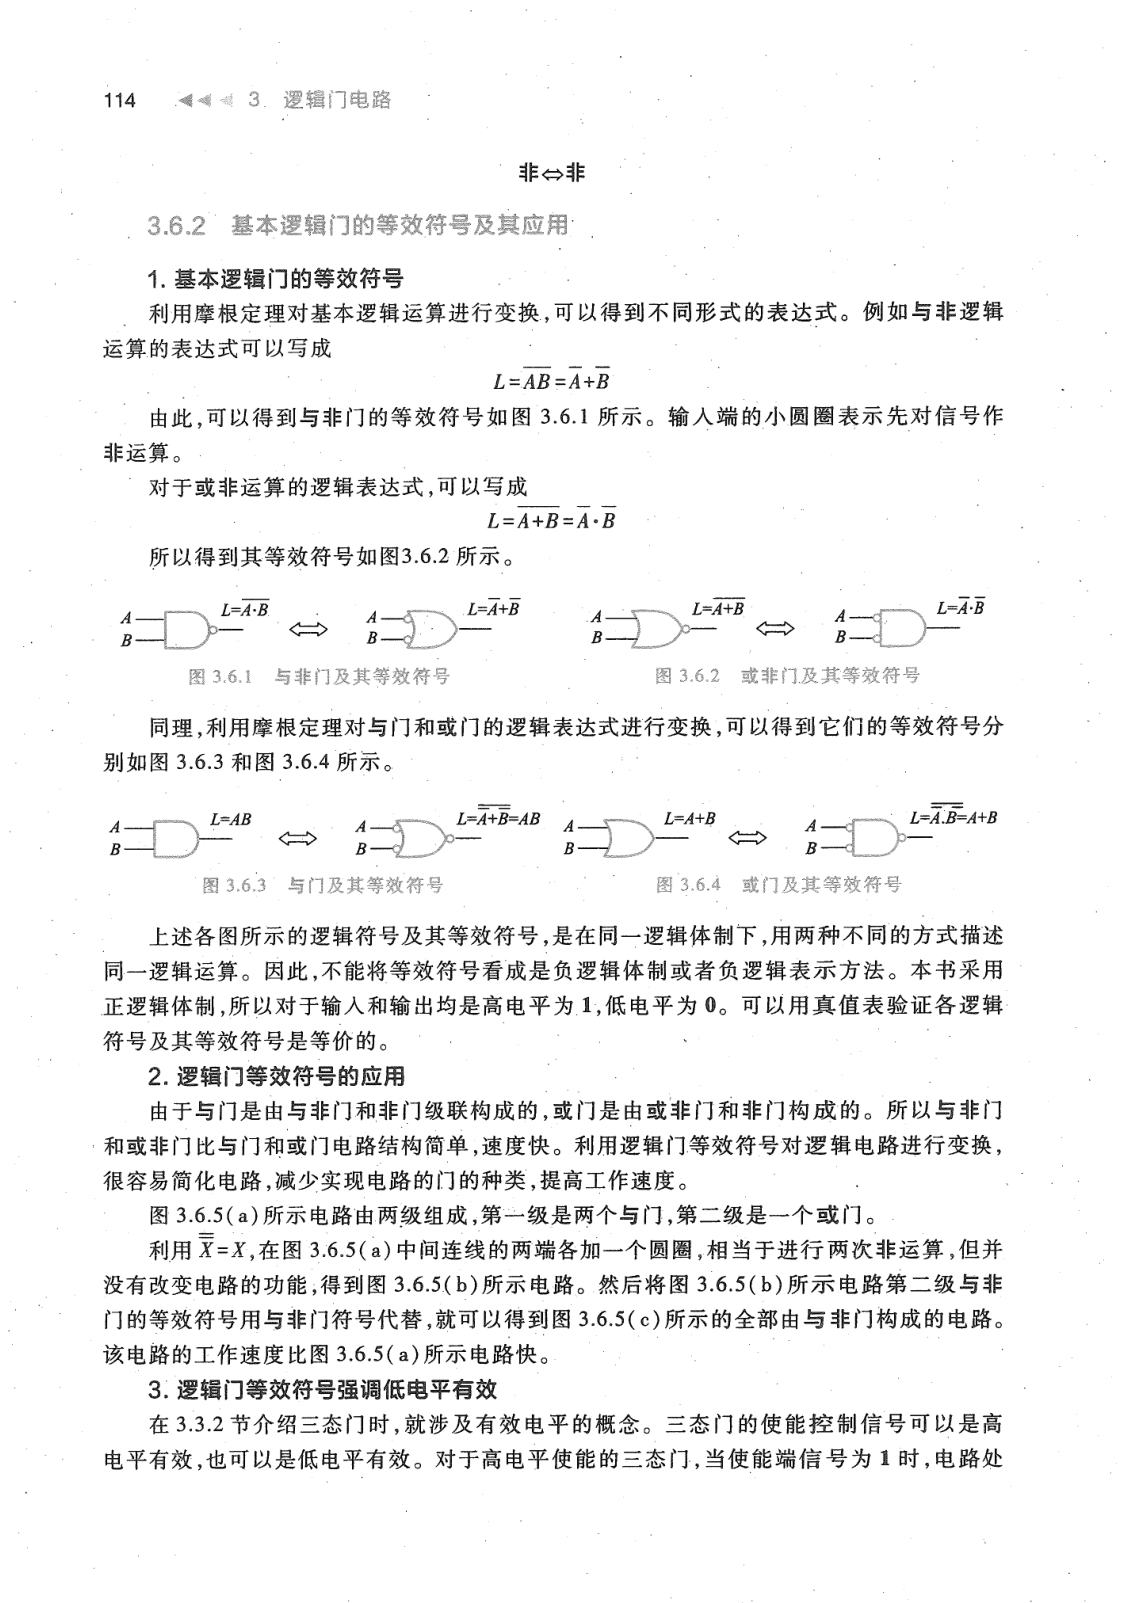 114 3. 逻辑门电路
非⇔非
3.6.2 基本逻辑门的等效符号及其应用
1. 基本逻辑门的等效符号
利用摩根定理对基本逻辑运算进行变换,可以得到不同形式的表达式。例如与非逻辑
运算的表达式可以写成
L=A̅B̅=A̅+B̅
由此,可以得到与非门的等效符号如图 3.6.1 所示。输入端的小圆圈表示先对信号作
非运算。
对于或非运算的逻辑表达式,可以写成
L=A̅+̅B̅=A̅·B̅
所以得到其等效符号如图3.6.2 所示。
A B L=A̅·̅B̅ ⇔ A B L=A̅+B̅ A B L=A̅+̅B̅ ⇔ A B L=A̅·B̅
图 3.6.1 与非门及其等效符号 图 3.6.2 或非门及其等效符号
同理,利用摩根定理对与门和或门的逻辑表达式进行变换,可以得到它们的等效符号分
别如图 3.6.3 和图 3.6.4 所示。
A B L=AB ⇔ A B L=A̿+̅B̿=AB A B L=A+B ⇔ A B L=A̿.̅B̿=A+B
图 3.6.3 与门及其等效符号 图 3.6.4 或门及其等效符号
上述各图所示的逻辑符号及其等效符号,是在同一逻辑体制下,用两种不同的方式描述
同一逻辑运算。因此,不能将等效符号看成是负逻辑体制或者负逻辑表示方法。本书采用
正逻辑体制,所以对于输入和输出均是高电平为 1,低电平为 0。可以用真值表验证各逻辑
符号及其等效符号是等价的。
2. 逻辑门等效符号的应用
由于与门是由与非门和非门级联构成的,或门是由或非门和非门构成的。所以与非门
和或非门比与门和或门电路结构简单,速度快。利用逻辑门等效符号对逻辑电路进行变换,
很容易简化电路,减少实现电路的门的种类,提高工作速度。
图 3.6.5(a)所示电路由两级组成,第一级是两个与门,第二级是一个或门。
利用 X̿=X,在图 3.6.5(a)中间连线的两端各加一个圆圈,相当于进行两次非运算,但并
没有改变电路的功能,得到图 3.6.5(b)所示电路。然后将图 3.6.5(b)所示电路第二级与非
门的等效符号用与非门符号代替,就可以得到图 3.6.5(c)所示的全部由与非门构成的电路。
该电路的工作速度比图 3.6.5(a)所示电路快。
3. 逻辑门等效符号强调低电平有效
在 3.3.2 节介绍三态门时,就涉及有效电平的概念。三态门的使能控制信号可以是高
电平有效,也可以是低电平有效。对于高电平使能的三态门,当使能端信号为 1 时,电路处